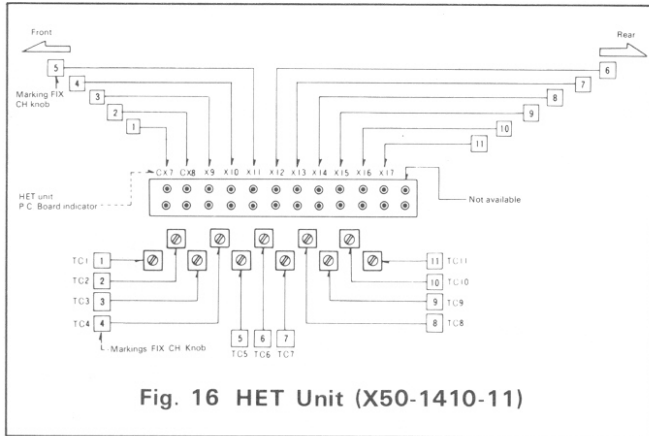 Front
Rear
5
6
4
7
Marking FIX
CH knob
3
8
2
9
1
10
11
CX7 CX8 X9 X10 X11 X12 X13 X14 X15 X16 X17
HET unit
P.C. Board indicator
Not available
TC1 1
11 TC11
TC2 2
10 TC10
TC3 3
9 TC9
TC4 4
5 6 7
8 TC8
Markings FIX CH Knob
TC5 TC6 TC7
Fig. 16 HET Unit (X50-1410-11)